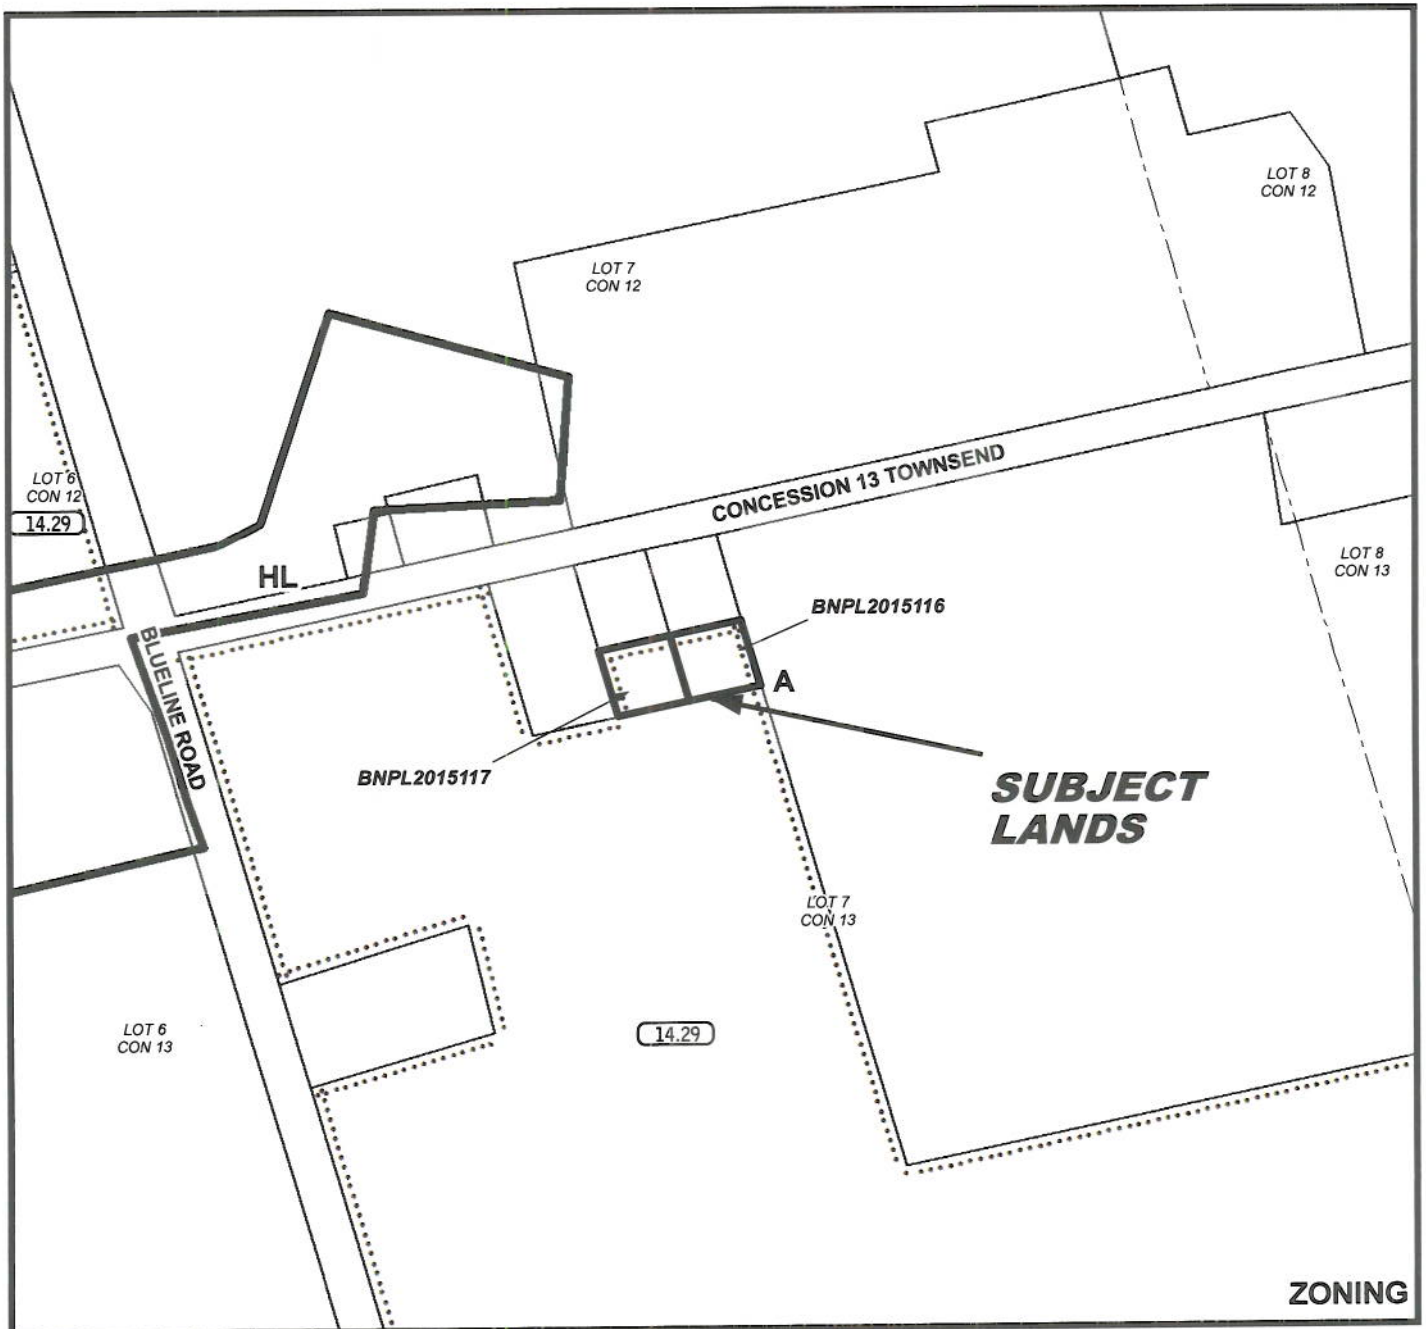 LOT 8
CON 12
LOT 7
CON 12
LOT 6
CON 12
14.29
CONCESSION 13 TOWNSEND
HL
LOT 8
CON 13
BNPL2015116
A
BLUELINE ROAD
BNPL2015117
SUBJECT
LANDS
LOT 7
CON 13
LOT 6
CON 13
14.29
ZONING